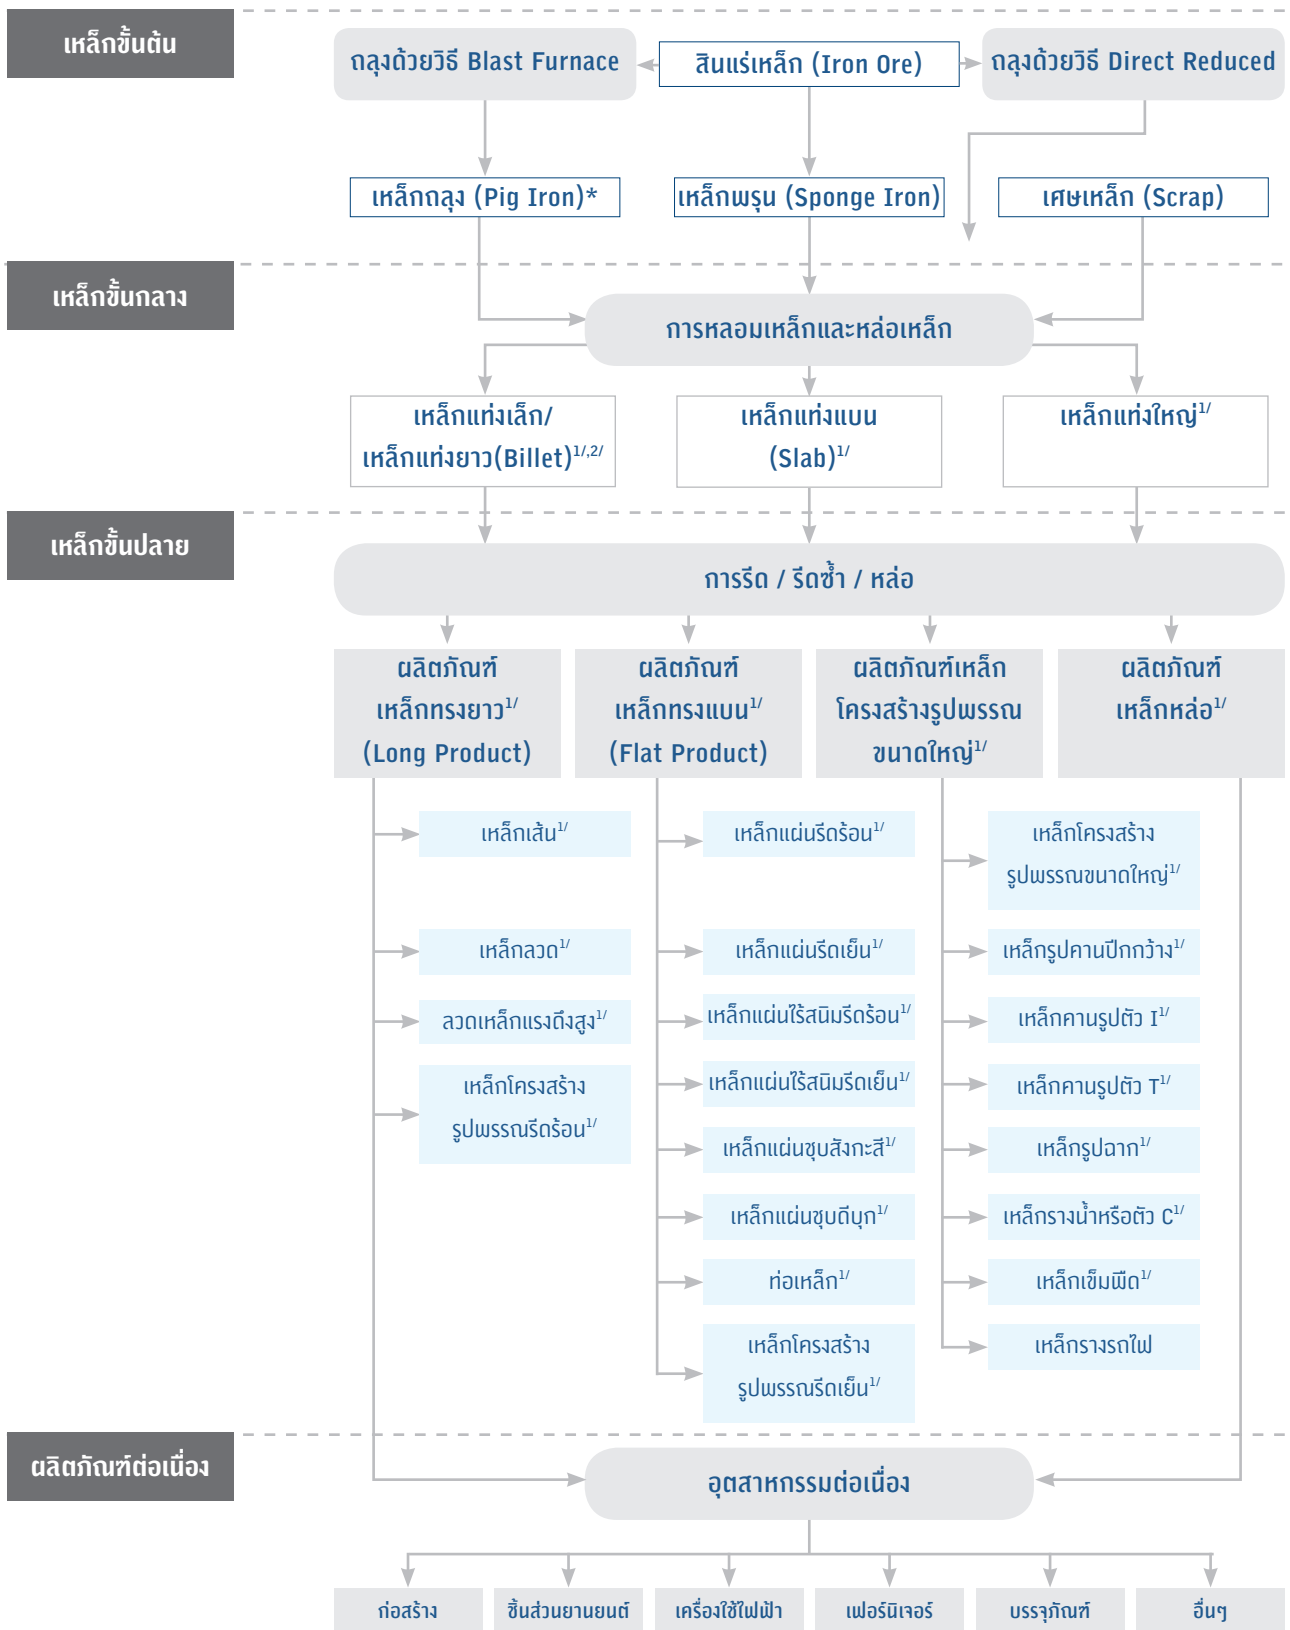 เหล็กขั้นต้น
ถลุงด้วยวิธี Blast Furnace
สินแร่เหล็ก (Iron Ore)
ถลุงด้วยวิธี Direct Reduced
เหล็กถลุง (Pig Iron)*
เหล็กพรุน (Sponge Iron)
เศษเหล็ก (Scrap)
เหล็กขั้นกลาง
การหลอมเหล็กและหล่อเหล็ก
เหล็กแท่งเล็ก/
เหล็กแท่งยาว(Billet)1/,2/
เหล็กแท่งแบน
(Slab)1/
เหล็กแท่งใหญ่1/
เหล็กขั้นปลาย
การรีด / รีดซ้ำ / หล่อ
ผลิตภัณฑ์
เหล็กทรงยาว1/
(Long Product)
ผลิตภัณฑ์
เหล็กทรงแบน1/
(Flat Product)
ผลิตภัณฑ์เหล็ก
โครงสร้างรูปพรรณ
ขนาดใหญ่1/
ผลิตภัณฑ์
เหล็กหล่อ1/
เหล็กเส้น1/
เหล็กลวด1/
ลวดเหล็กแรงดึงสูง1/
เหล็กโครงสร้าง
รูปพรรณรีดร้อน1/
เหล็กแผ่นรีดร้อน1/
เหล็กแผ่นรีดเย็น1/
เหล็กแผ่นไร้สนิมรีดร้อน1/
เหล็กแผ่นไร้สนิมรีดเย็น1/
เหล็กแผ่นชุบสังกะสี1/
เหล็กแผ่นชุบดีบุก1/
ท่อเหล็ก1/
เหล็กโครงสร้าง
รูปพรรณรีดเย็น1/
เหล็กโครงสร้าง
รูปพรรณขนาดใหญ่1/
เหล็กรูปคานปีกกว้าง1/
เหล็กคานรูปตัว I1/
เหล็กคานรูปตัว T1/
เหล็กรูปฉาก1/
เหล็กรางน้ำหรือตัว C1/
เหล็กเข็มพืด1/
เหล็กรางรถไฟ
ผลิตภัณฑ์ต่อเนื่อง
อุตสาหกรรมต่อเนื่อง
ก่อสร้าง
ชิ้นส่วนยานยนต์
เครื่องใช้ไฟฟ้า
เฟอร์นิเจอร์
บรรจุภัณฑ์
อื่นๆ